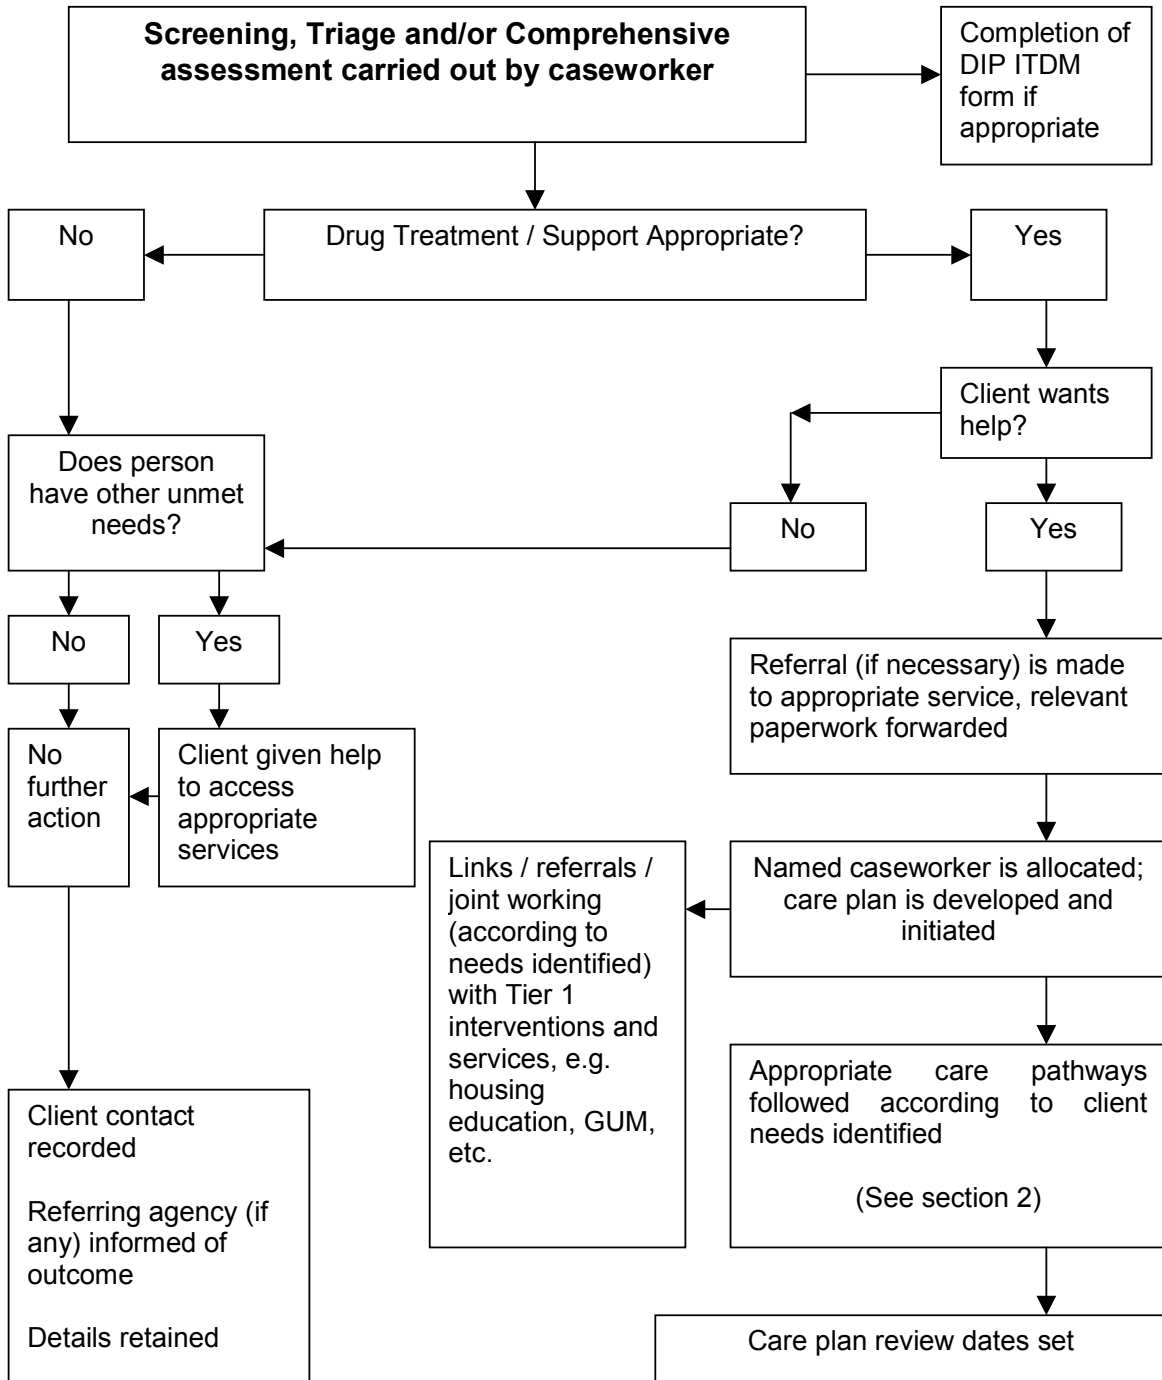 Screening, Triage and/or Comprehensive
assessment carried out by caseworker
Completion of
DIP ITDM
form if
appropriate
No
Drug Treatment / Support Appropriate?
Yes
Client wants
help?
Does person
have other unmet
needs?
No
Yes
No
Yes
Referral (if necessary) is made
to appropriate service, relevant
paperwork forwarded
No
further
action
Client given help
to access
appropriate
services
Links / referrals /
joint working
(according to
needs identified)
with Tier 1
interventions and
services, e.g.
housing
education, GUM,
etc.
Named caseworker is allocated;
care plan is developed and
initiated
Appropriate care pathways
followed according to client
needs identified
(See section 2)
Client contact
recorded
Referring agency (if
any) informed of
outcome
Details retained
Care plan review dates set